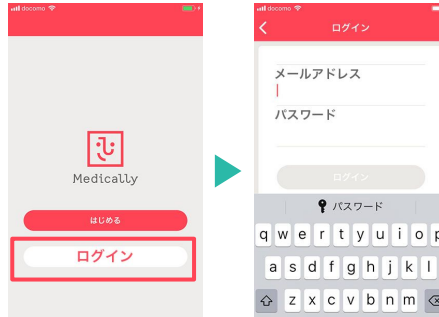 docomo
Medically
はじめる
ログイン
docomo
ログイン
メールアドレス
パスワード
ログイン
パスワード
q w e r t y u i o p
a s d f g h j k l
z x c v b n m